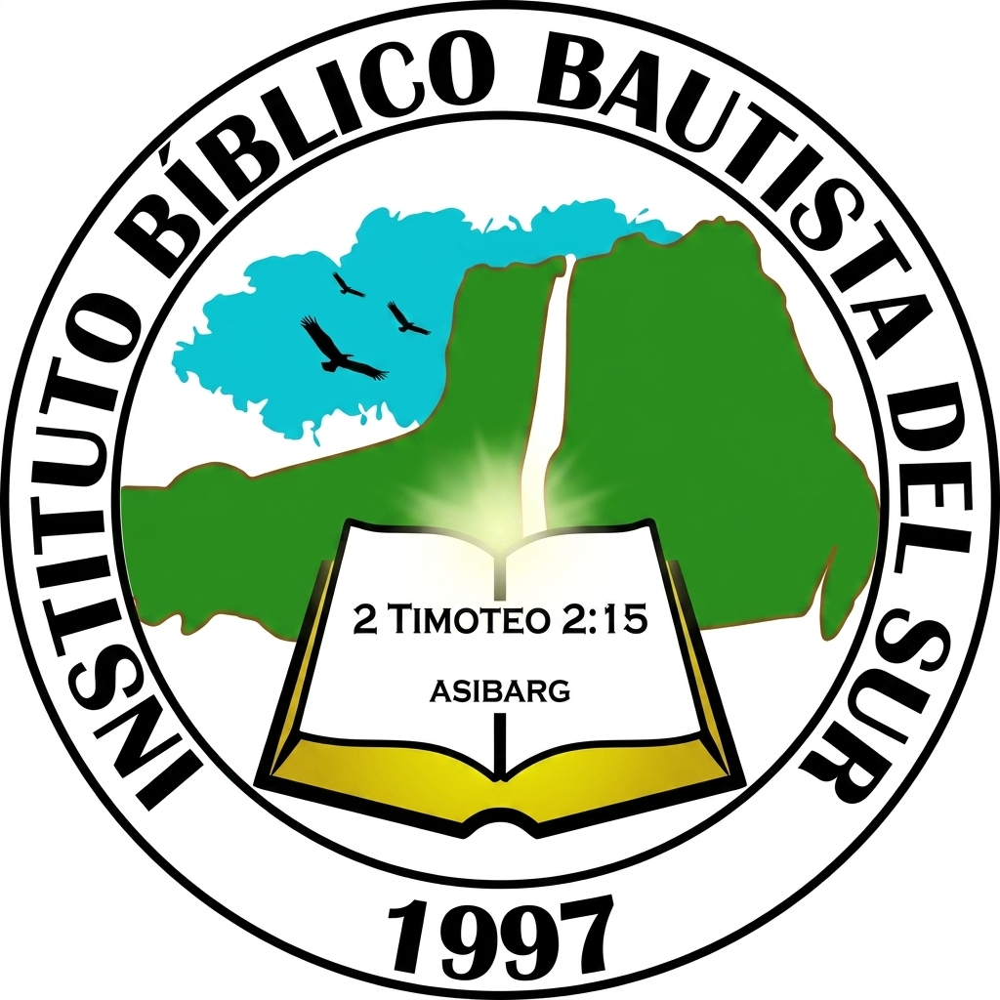 INSTITUTO BÍBLICO BAUTISTA DEL SUR
2 TIMOTEO 2:15
ASIBARG
1997